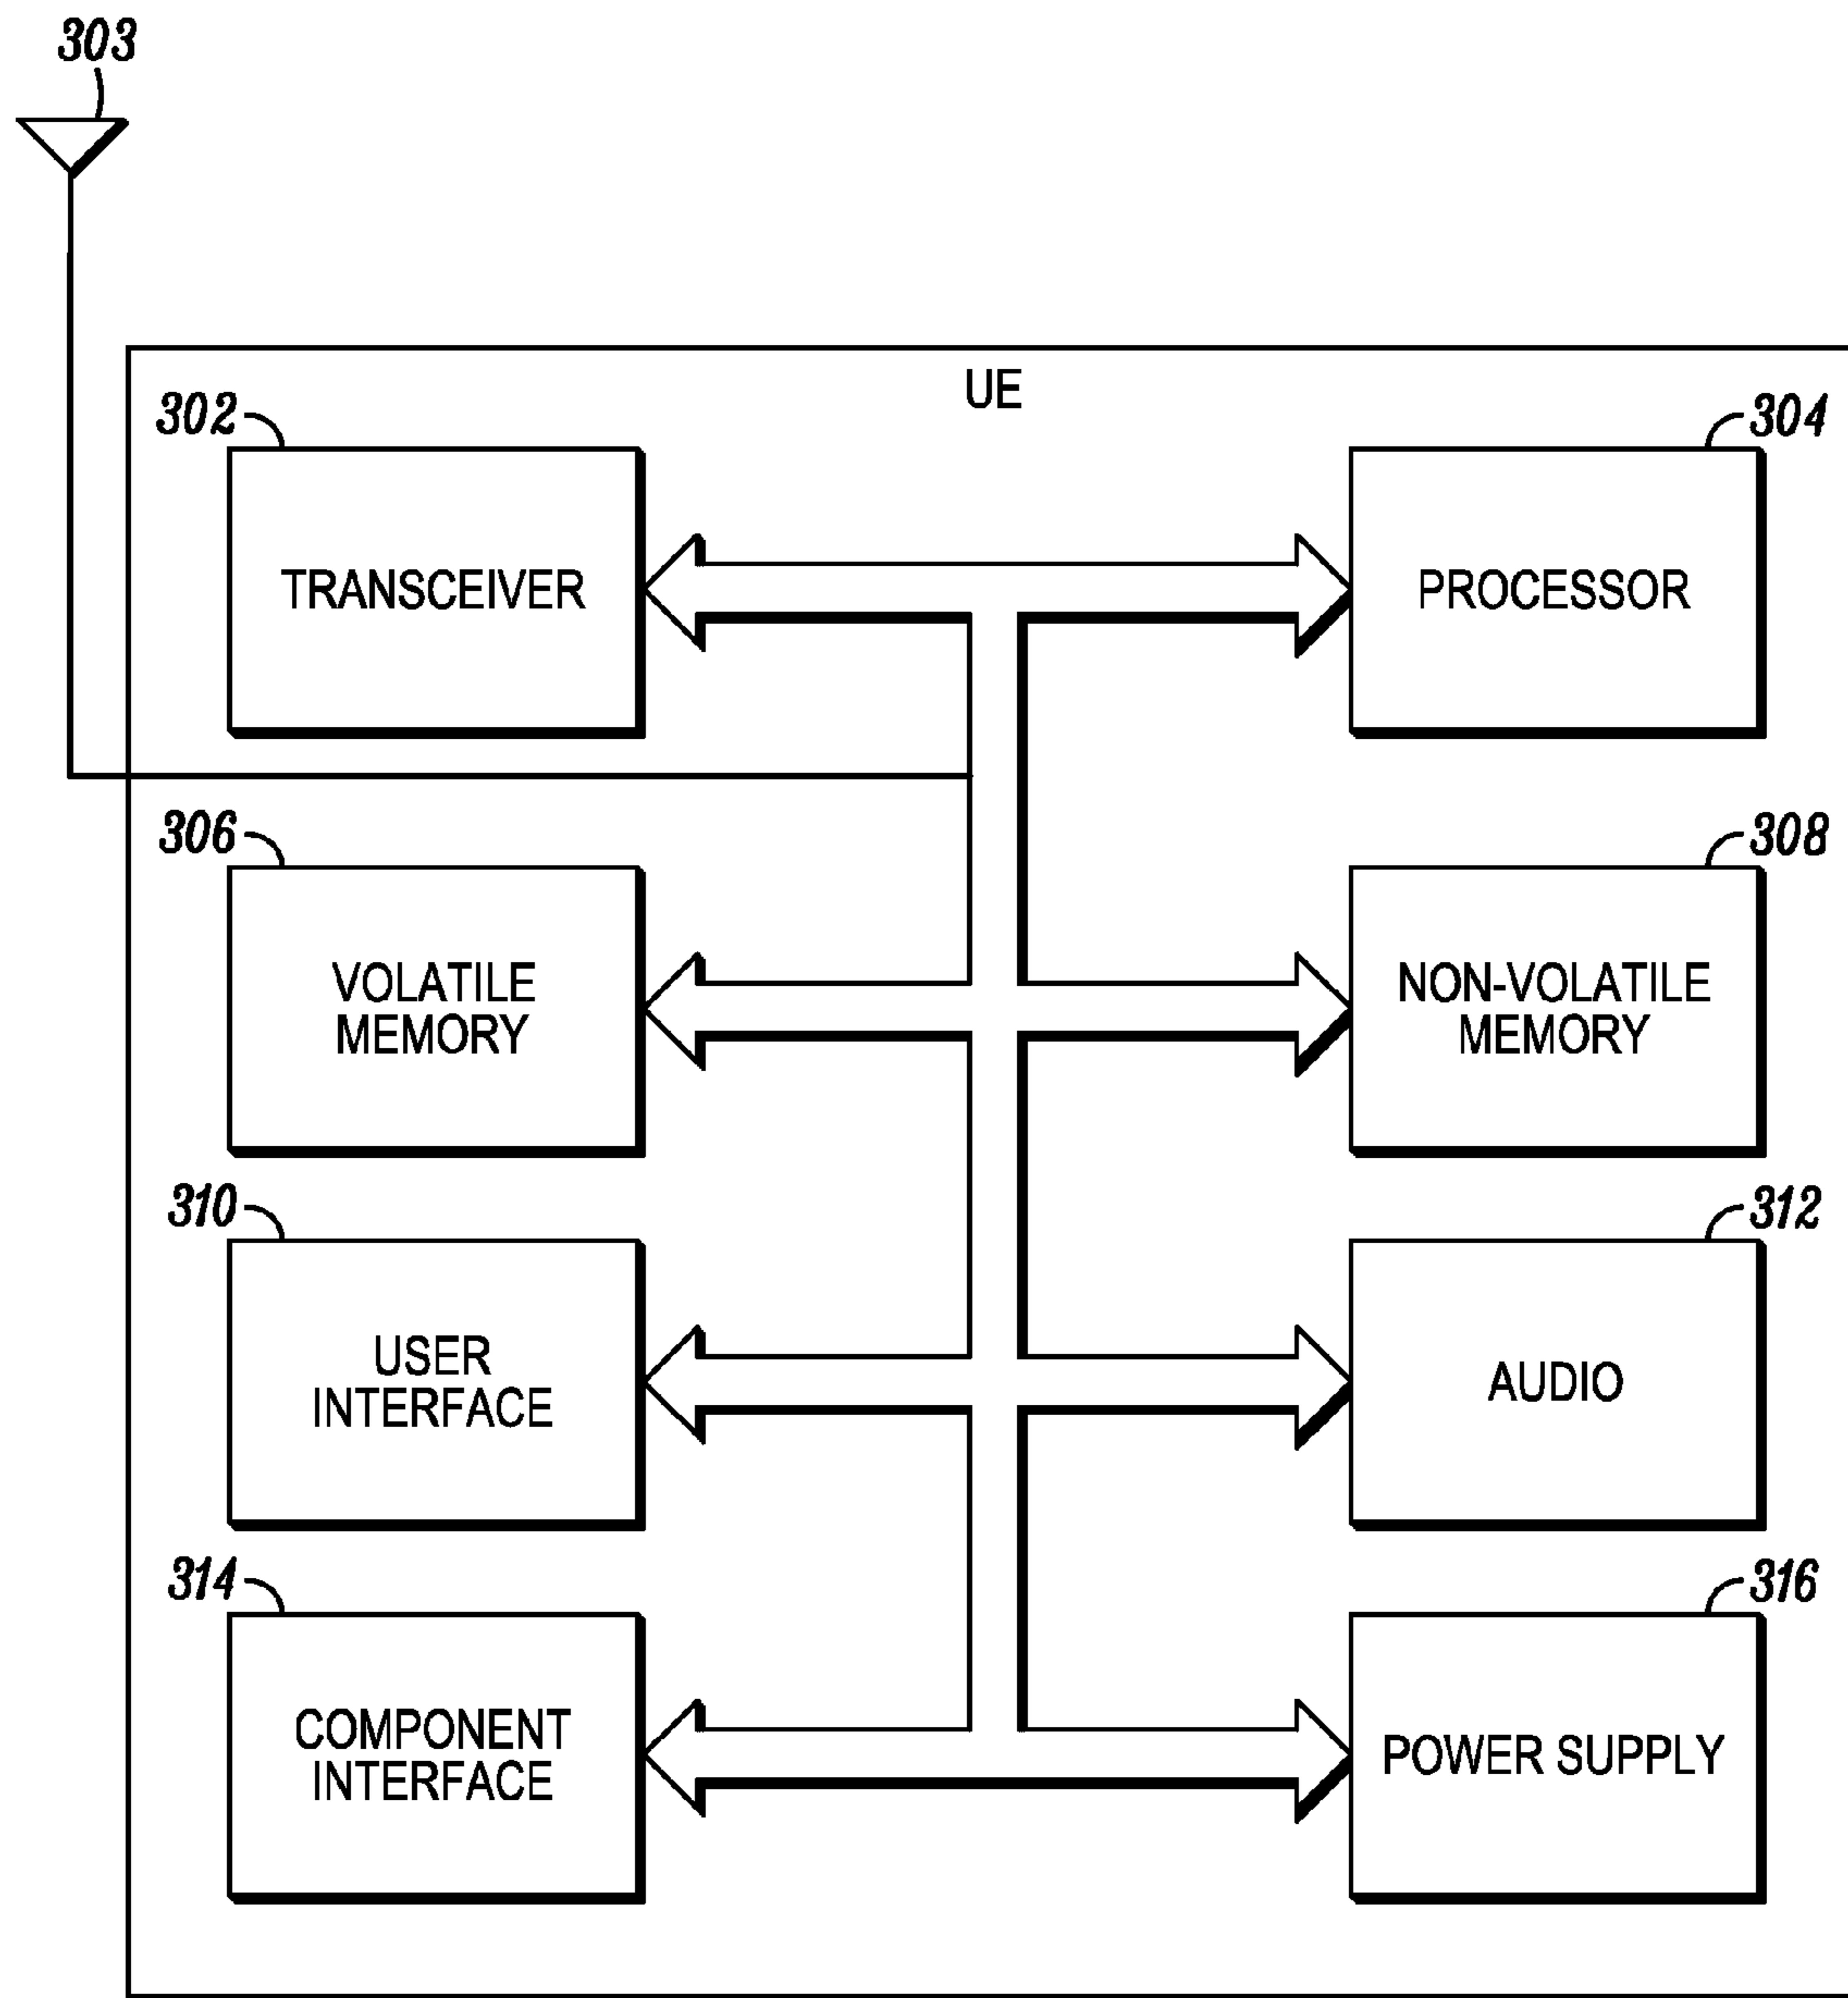 303
UE
302
304
TRANSCEIVER
PROCESSOR
306
308
VOLATILE
MEMORY
NON-VOLATILE
MEMORY
310
312
USER
INTERFACE
AUDIO
314
316
COMPONENT
INTERFACE
POWER SUPPLY